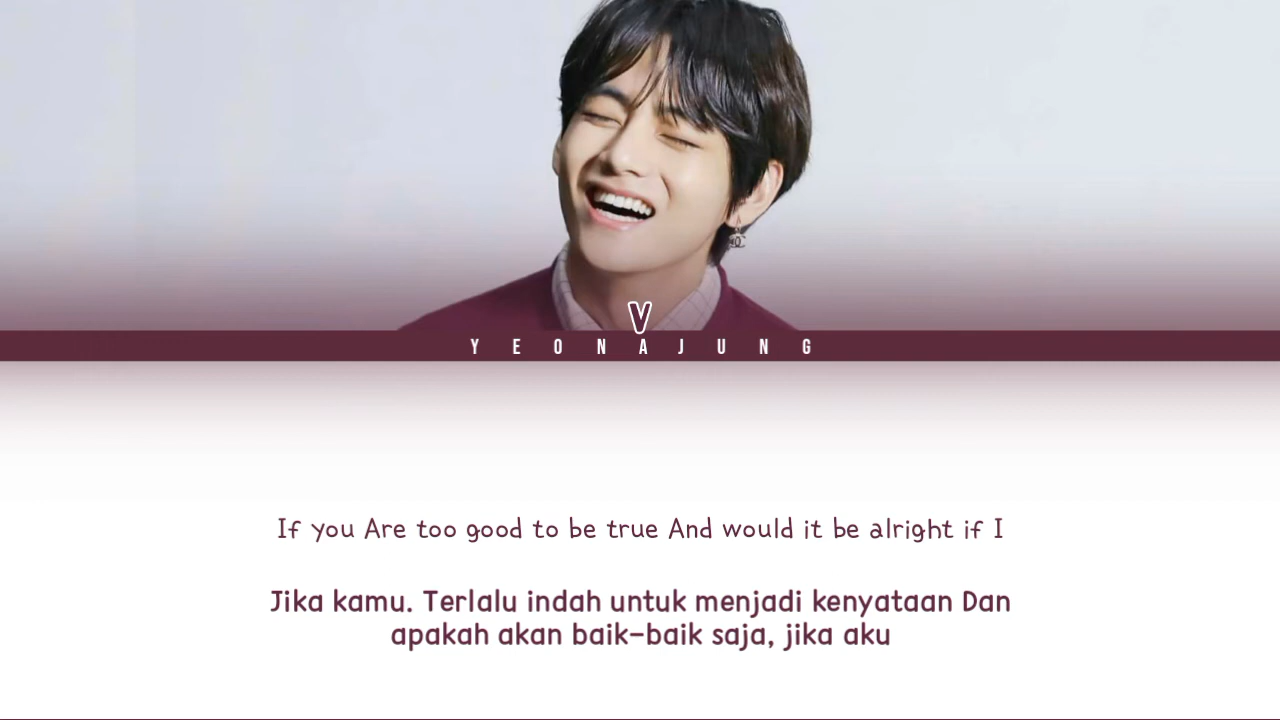 V
YEONAJUNG
If you Are too good to be true And would it be alright if I
Jika kamu. Terlalu indah untuk menjadi kenyataan Dan
apakah akan baik-baik saja, jika aku